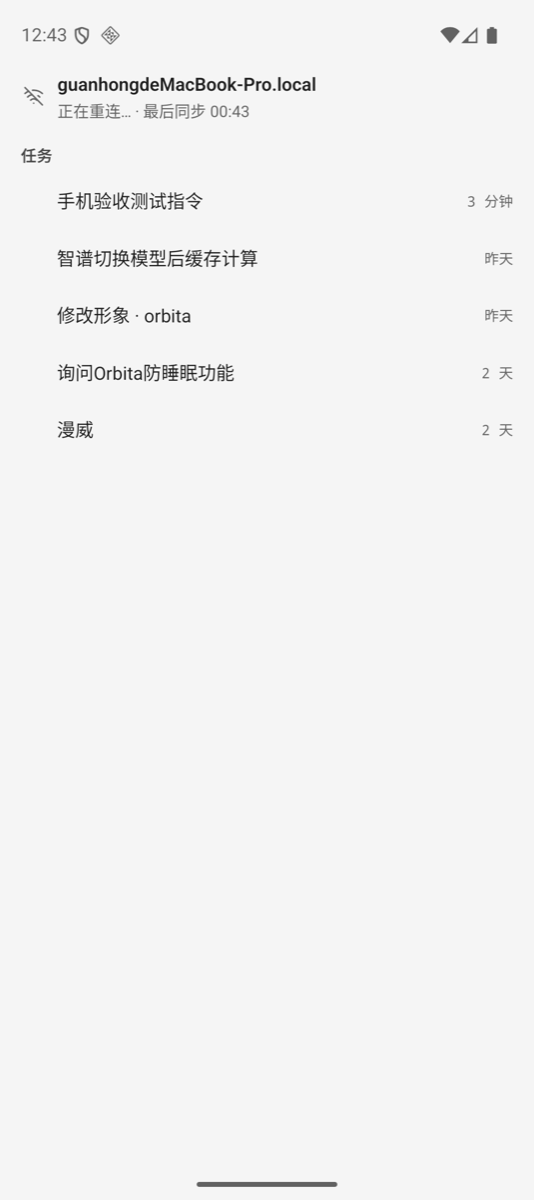 12:43
guanhongdeMacBook-Pro.local
正在重连... · 最后同步 00:43
任务
手机验收测试指令 3 分钟
智谱切换模型后缓存计算 昨天
修改形象 · orbita 昨天
询问Orbita防睡眠功能 2 天
漫威 2 天